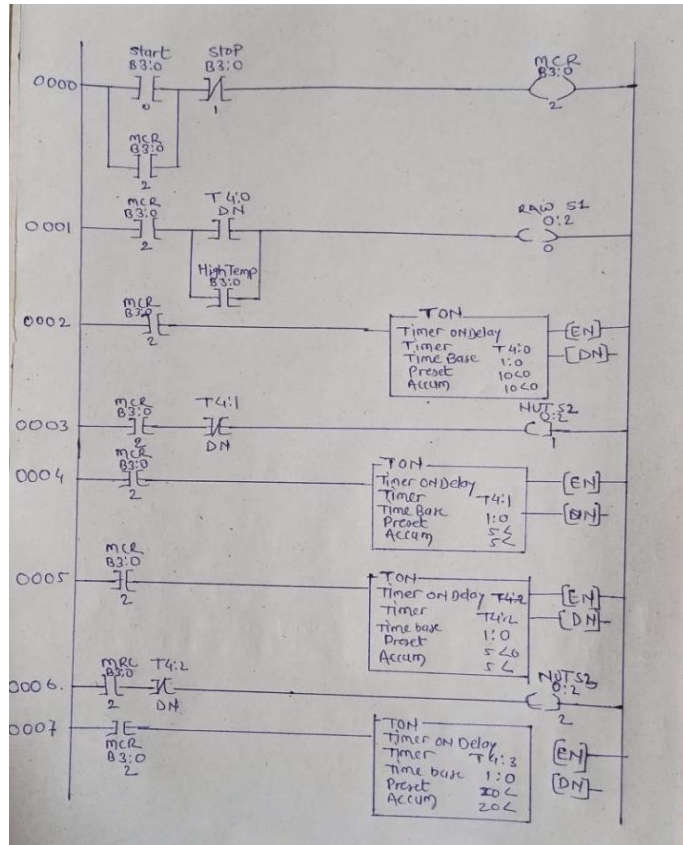 Start Stop MCR
B3:0 B3:0 B3:0
0000
0 1 2
MCR
B3:0
2
MCR T4:0
B3:0 DN RAW S1
0001 0:2
2 0
High Temp
B3:0
MCR
0002 B3:0
2
TON
Timer ON Delay [EN]
Timer T4:0
Time Base 1:0 [DN]
Preset 10<0
Accum 10<0
MCR T4:1 NUT S2
B3:0 0:2
0003
2 DN 1
MCR
B3:0
0004
2
TON
Timer ON Delay [EN]
Timer T4:1
Time Base 1:0 [DN]
Preset 5<
Accum 5<
MCR
B3:0
0005
2
TON
Timer ON Delay T4:2 [EN]
Timer T4:2 [DN]
Time base 1:0
Preset 5<0
Accum 5<
MRC T4:2 NUT S3
B3:0 0:2
0006.
2 DN 2
0007
MCR
B3:0
2
TON
Timer ON Delay
Timer T4:3 [EN]
Time base 1:0
Preset 20< [DN]
Accum 20<